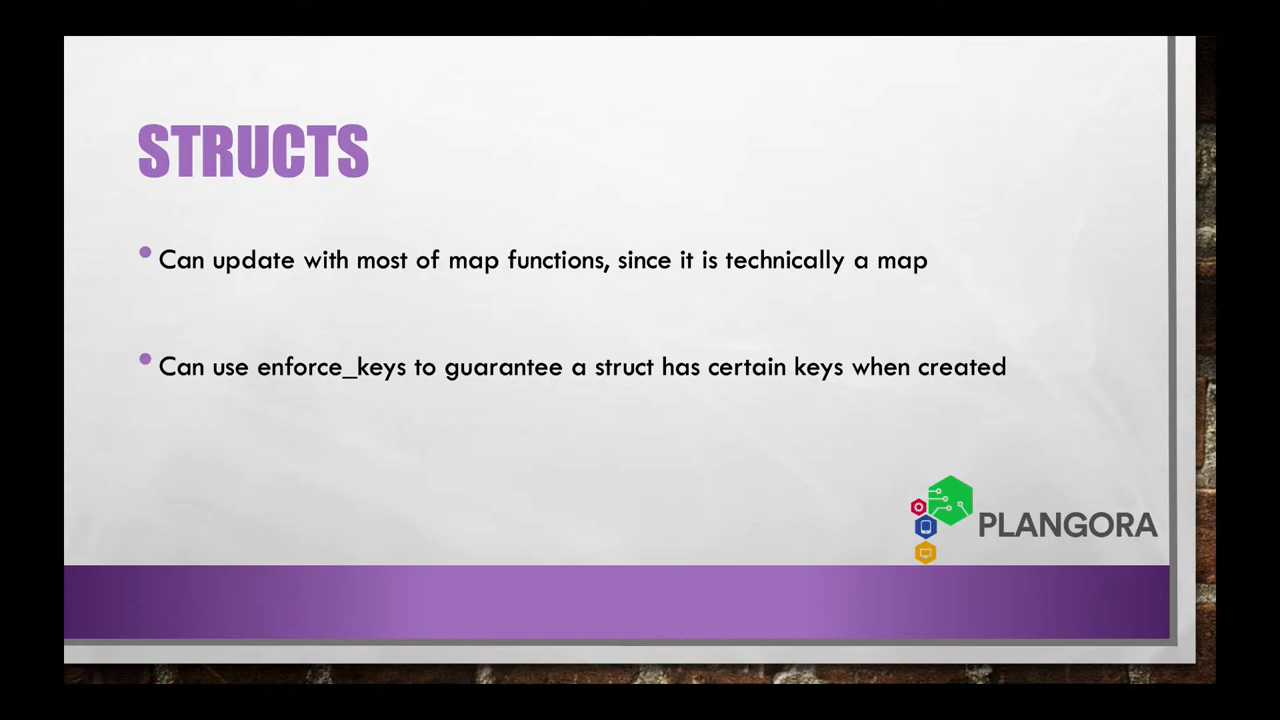 STRUCTS
Can update with most of map functions, since it is technically a map
Can use enforce_keys to guarantee a struct has certain keys when created
PLANGORA